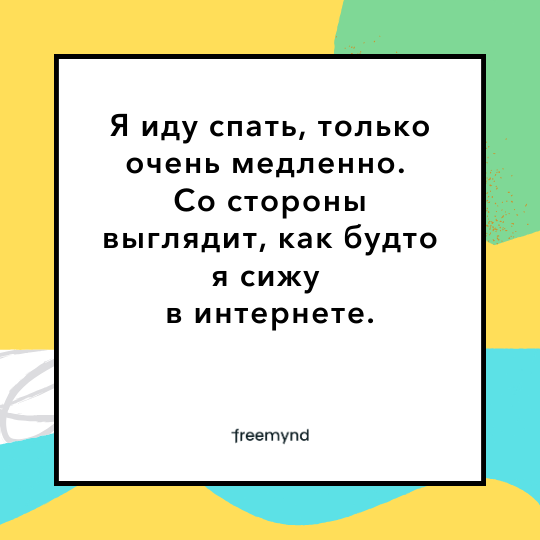 Я иду спать, только
очень медленно.
Со стороны
выглядит, как будто
я сижу
в интернете.
freemynd